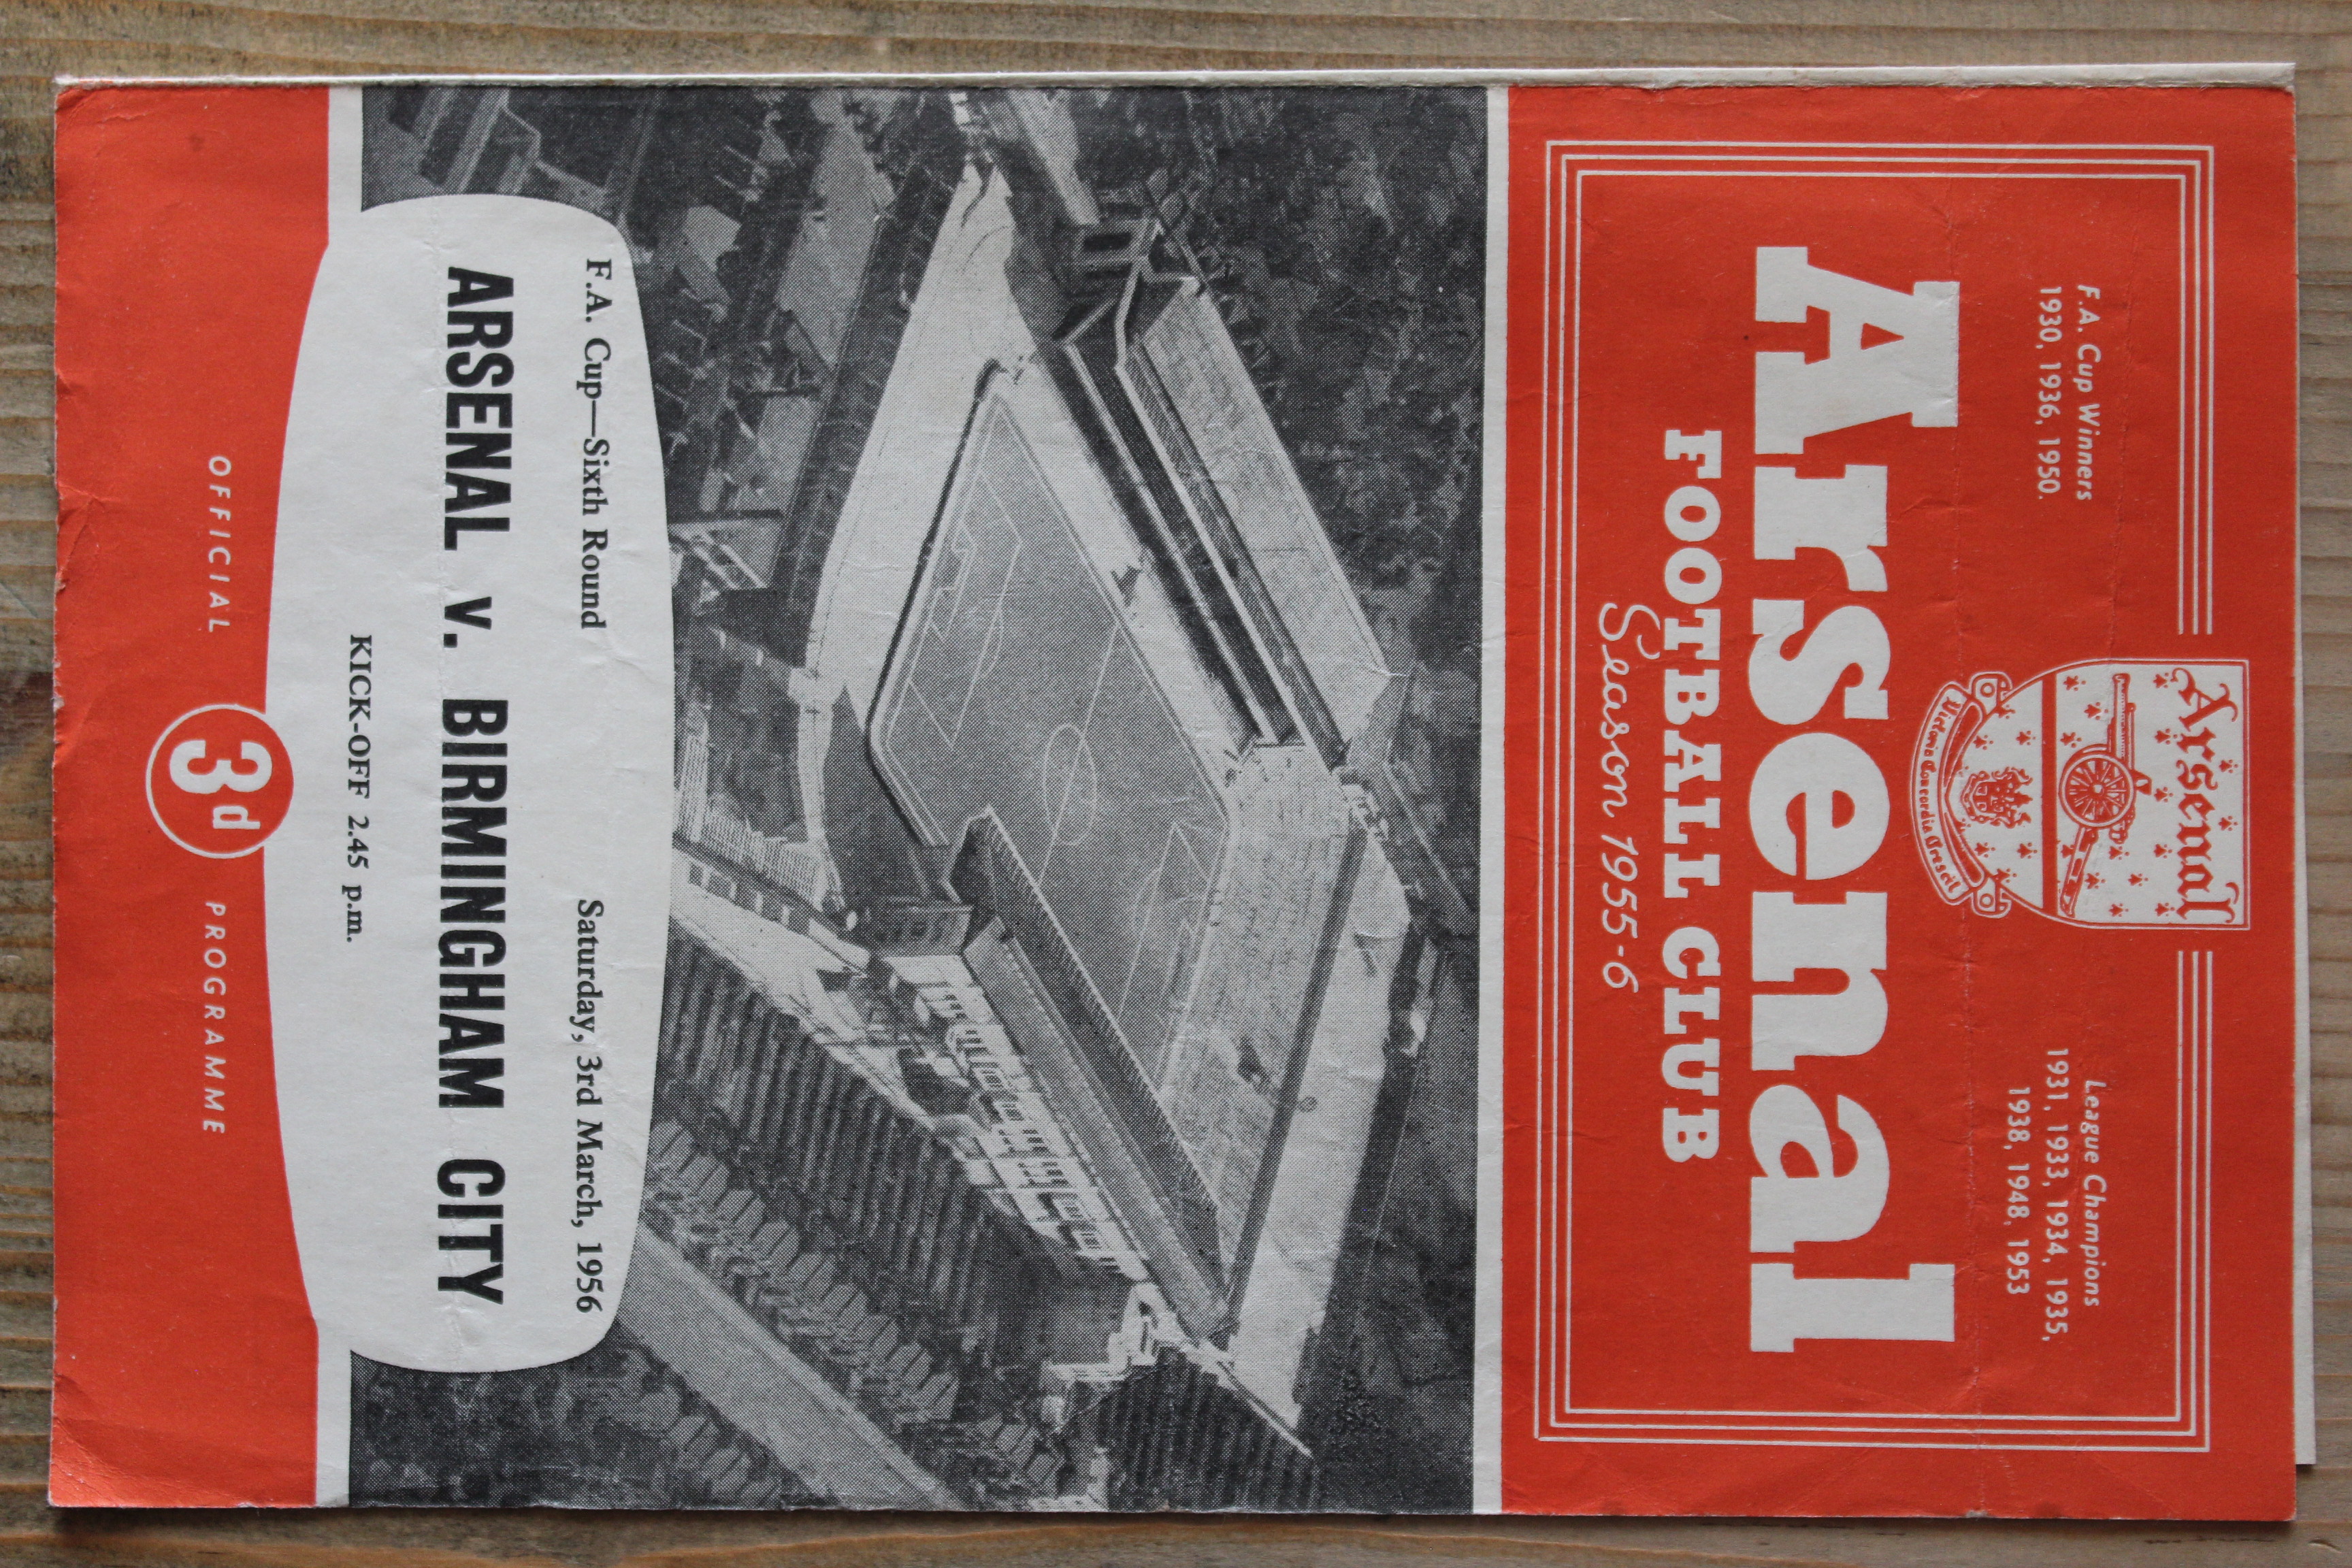 Arsenal
Victoria Concordia Crescit
F.A. Cup Winners
1930, 1936, 1950.
League Champions
1931, 1933, 1934, 1935,
1938, 1948, 1953
Arsenal
FOOTBALL CLUB
Season 1955-6
F.A. Cup—Sixth Round Saturday, 3rd March, 1956
ARSENAL v. BIRMINGHAM CITY
KICK-OFF 2.45 p.m.
OFFICIAL 3d PROGRAMME